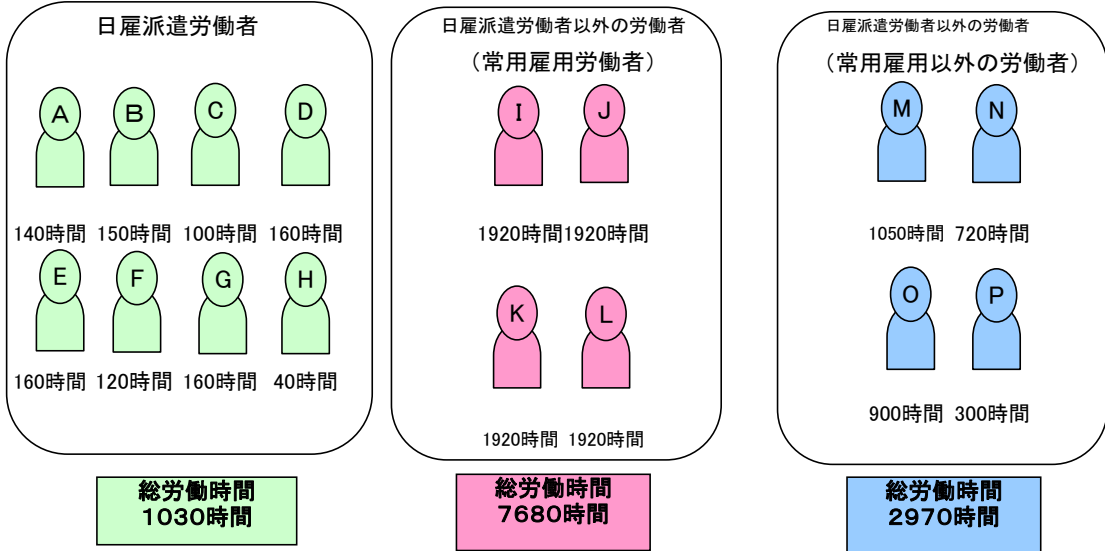 日雇派遣労働者
A B C D
140時間 150時間 100時間 160時間
E F G H
160時間 120時間 160時間 40時間
総労働時間
1030時間
日雇派遣労働者以外の労働者
（常用雇用労働者）
I J
1920時間 1920時間
K L
1920時間 1920時間
総労働時間
7680時間
日雇派遣労働者以外の労働者
（常用雇用以外の労働者）
M N
1050時間 720時間
O P
900時間 300時間
総労働時間
2970時間